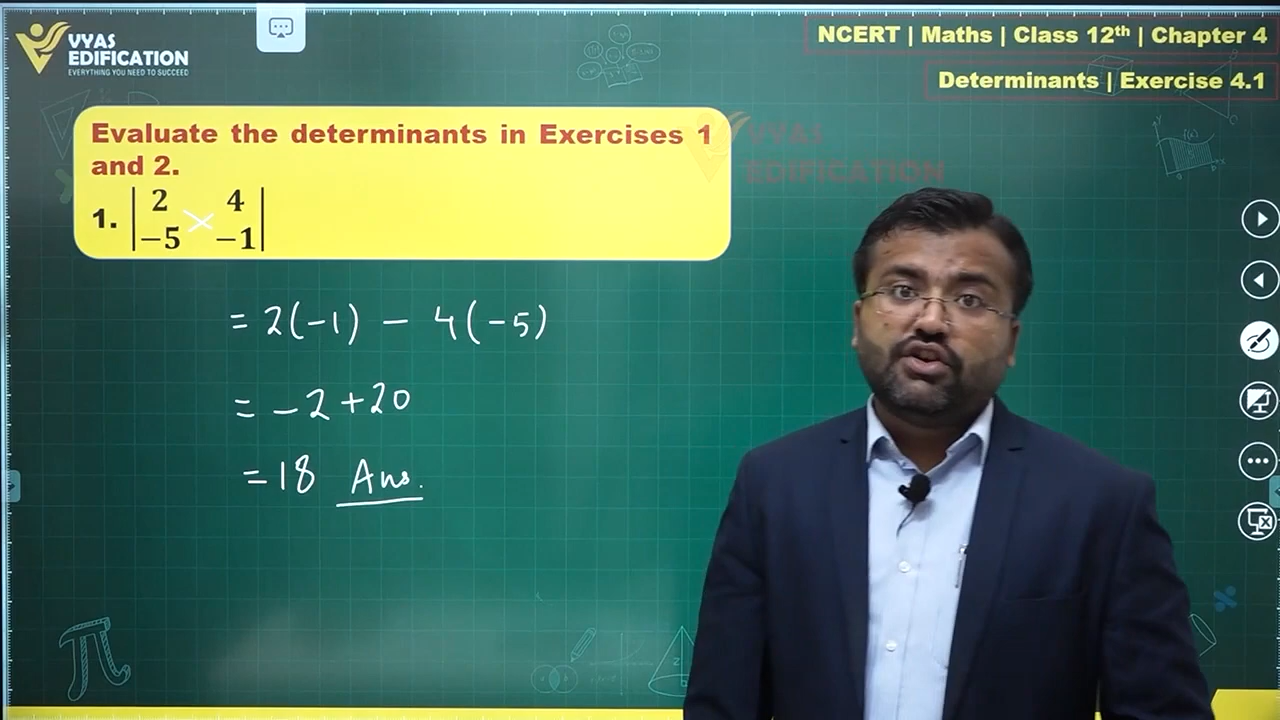 VYAS
EDIFICATION
EVERYTHING YOU NEED TO SUCCEED
NCERT | Maths | Class 12th | Chapter 4
Determinants | Exercise 4.1
Evaluate the determinants in Exercises 1
and 2.
1. | 2 4 |
| −5 −1 |
VYAS
EDIFICATION
= 2(-1) - 4(-5)
= -2+20
= 18 Ans.